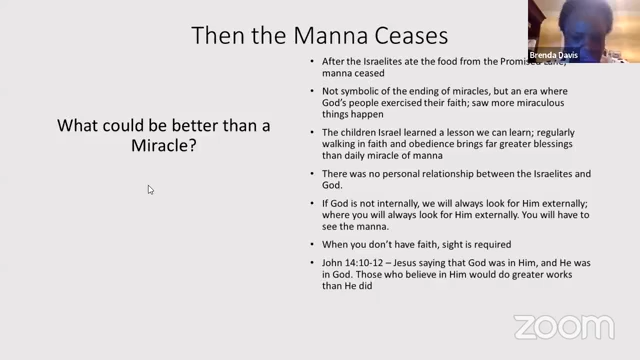 Then the Manna Ceases
Brenda Davis
What could be better than a
Miracle?
• After the Israelites ate the food from the Promised
manna ceased
• Not symbolic of the ending of miracles, but an era where
God's people exercised their faith; saw more miraculous
things happen
• The children Israel learned a lesson we can learn; regularly
walking in faith and obedience brings far greater blessings
than daily miracle of manna
• There was no personal relationship between the Israelites and
God.
• If God is not internally, we will always look for Him externally;
where you will always look for Him externally. You will have to
see the manna.
• When you don't have faith, sight is required
• John 14:10-12 – Jesus saying that God was in Him, and He was
in God. Those who believe in Him would do greater works
than He did
zoom